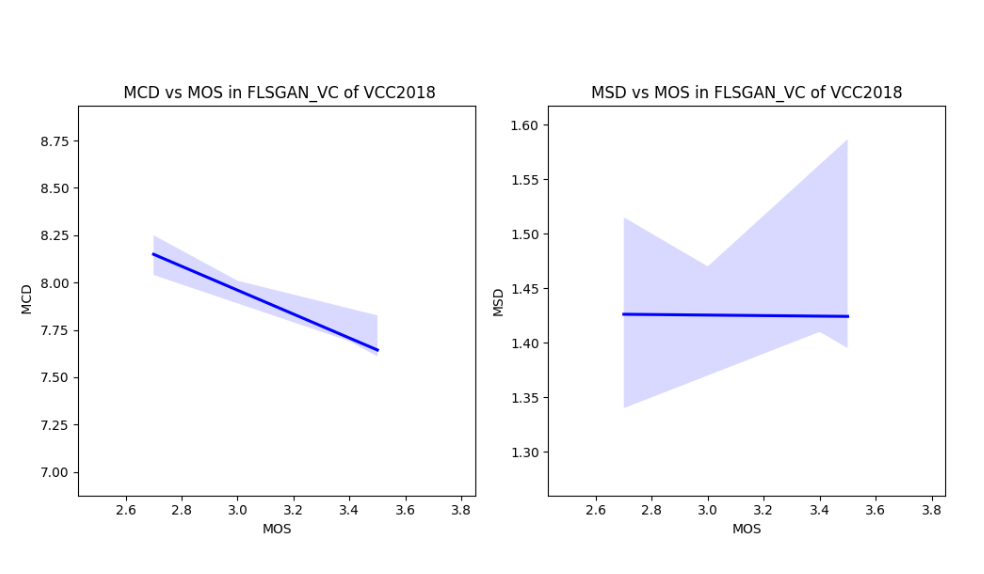 MCD vs MOS in FLSGAN_VC of VCC2018
MCD
8.75
8.50
8.25
8.00
7.75
7.50
7.25
7.00
2.6 2.8 3.0 3.2 3.4 3.6 3.8
MOS
MSD vs MOS in FLSGAN_VC of VCC2018
MSD
1.60
1.55
1.50
1.45
1.40
1.35
1.30
2.6 2.8 3.0 3.2 3.4 3.6 3.8
MOS